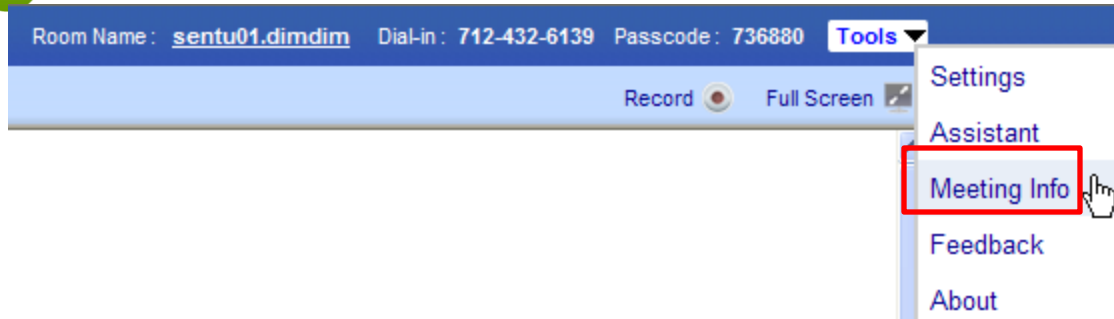 Room Name : sentu01.dimdim Dial-in : 712-432-6139 Passcode : 736880 Tools
Record Full Screen
Settings
Assistant
Meeting Info
Feedback
About